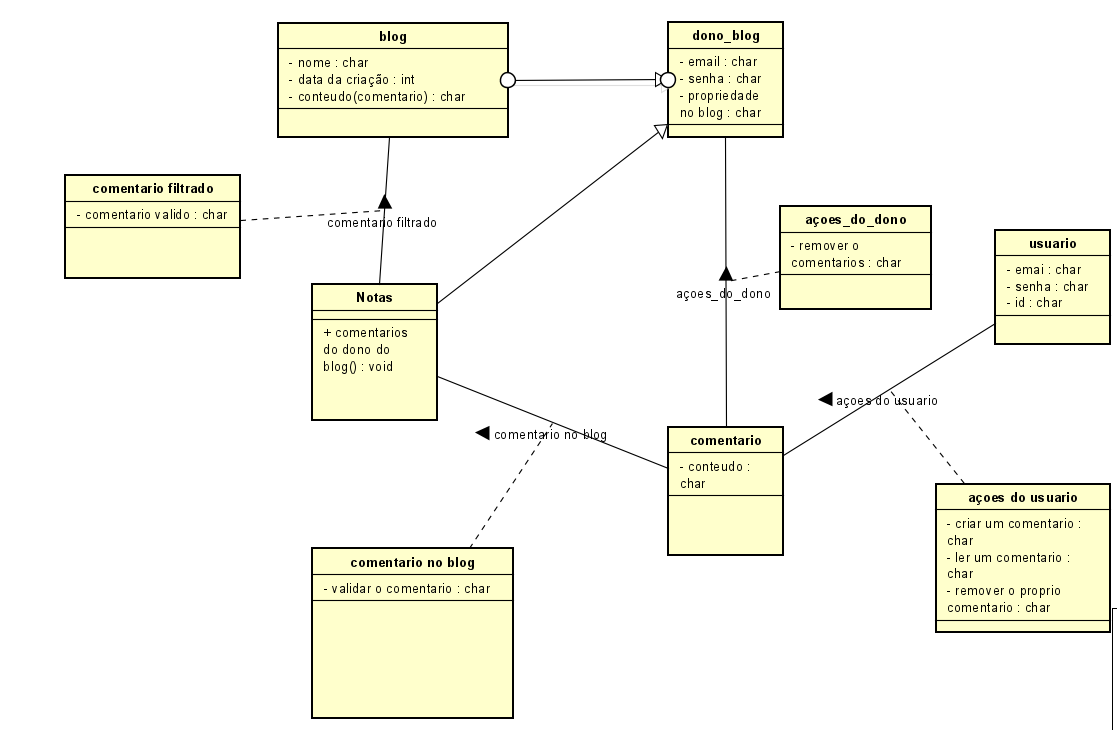 blog
- nome : char
- data da criação : int
- conteudo(comentario) : char
dono_blog
- email : char
- senha : char
- propriedade
no blog : char
comentario filtrado
- comentario valido : char
comentario filtrado
açoes_do_dono
- remover o
comentarios : char
açoes_do_dono
usuario
- emai : char
- senha : char
- id : char
Notas
+ comentarios
do dono do
blog() : void
açoes do usuario
comentario no blog
comentario
- conteudo :
char
açoes do usuario
- criar um comentario :
char
- ler um comentario :
char
- remover o proprio
comentario : char
comentario no blog
- validar o comentario : char